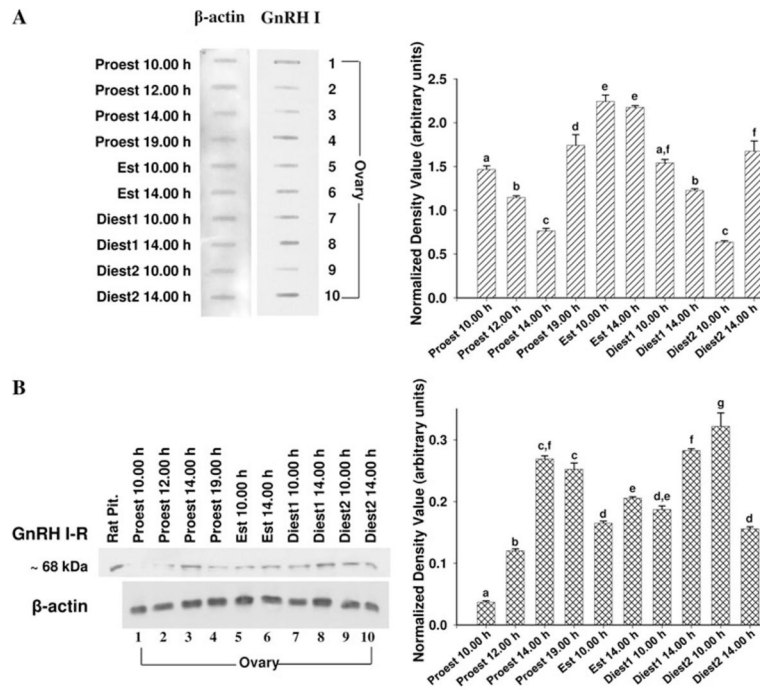 A
β-actin GnRH I
Proest 10.00 h 1
Proest 12.00 h 2
Proest 14.00 h 3
Proest 19.00 h 4
Est 10.00 h 5
Est 14.00 h 6
Diest1 10.00 h 7
Diest1 14.00 h 8
Diest2 10.00 h 9
Diest2 14.00 h 10
Ovary
Normalized Density Value (arbitrary units)
2.5
2.0
1.5
1.0
0.5
0.0
a b c d e e a,f b c f
Proest 10.00 h
Proest 12.00 h
Proest 14.00 h
Proest 19.00 h
Est 10.00 h
Est 14.00 h
Diest1 10.00 h
Diest1 14.00 h
Diest2 10.00 h
Diest2 14.00 h
B
Rat Pit.
Proest 10.00 h
Proest 12.00 h
Proest 14.00 h
Proest 19.00 h
Est 10.00 h
Est 14.00 h
Diest1 10.00 h
Diest1 14.00 h
Diest2 10.00 h
Diest2 14.00 h
GnRH I-R
~ 68 kDa
β-actin
1 2 3 4 5 6 7 8 9 10
Ovary
Normalized Density Value (arbitrary units)
0.3
0.2
0.1
0.0
a b c,f c d e d,e f g d
Proest 10.00 h
Proest 12.00 h
Proest 14.00 h
Proest 19.00 h
Est 10.00 h
Est 14.00 h
Diest1 10.00 h
Diest1 14.00 h
Diest2 10.00 h
Diest2 14.00 h